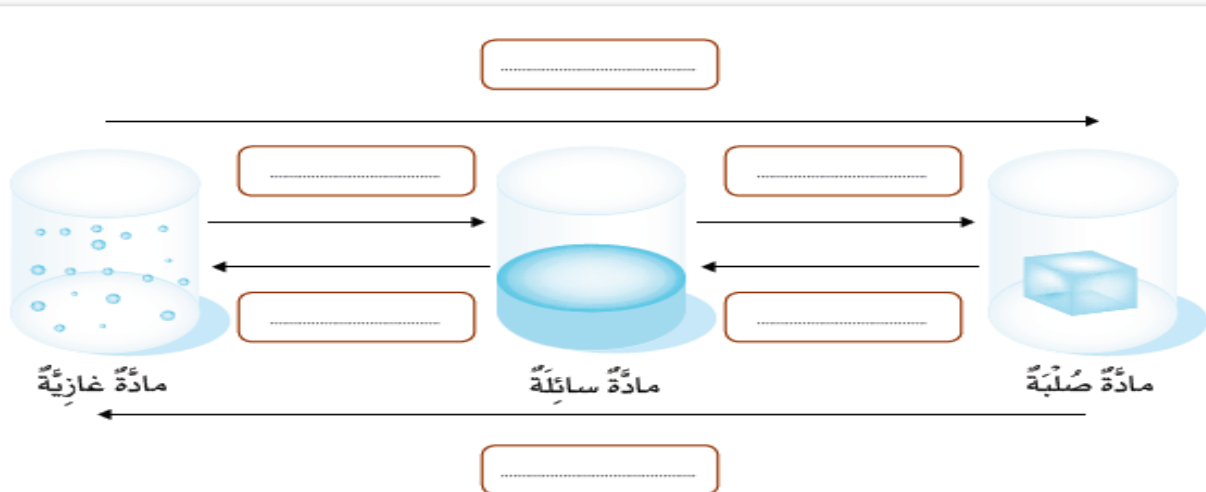 مادَّةٌ صُلْبَةٌ
مادَّةٌ سائِلَةٌ
مادَّةٌ غازِيَّةٌ